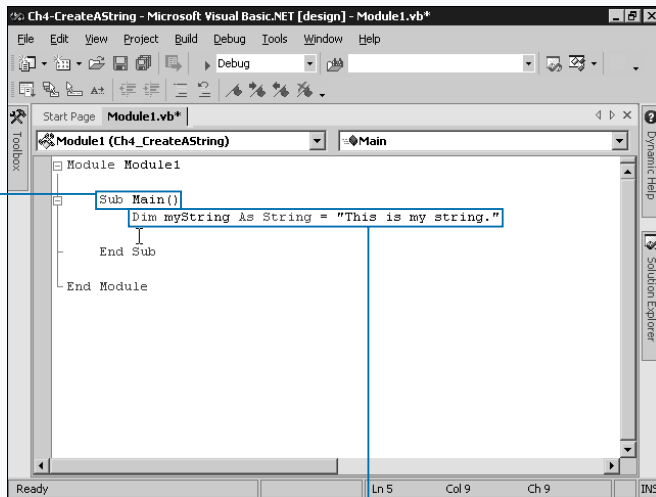 Ch4-CreateAString - Microsoft Visual Basic.NET [design] - Module1.vb*
File Edit View Project Build Debug Tools Window Help
Debug
Start Page Module1.vb*
Toolbox
Module1 (Ch4_CreateAString) Main
Module Module1
Sub Main()
Dim myString As String = "This is my string."
End Sub
End Module
Dynamic Help
Solution Explorer
Ready Ln 5 Col 9 Ch 9 INS